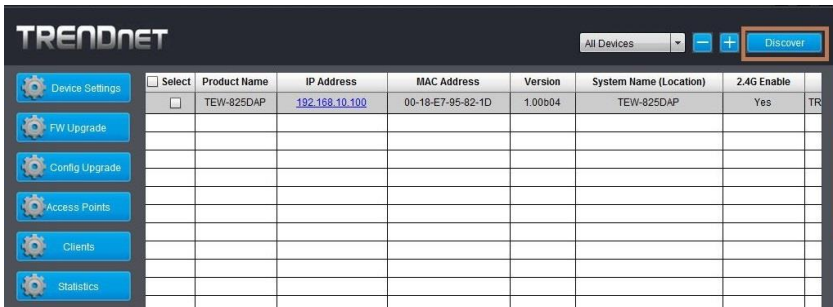 TRENDnet
All Devices
Discover
Device Settings
FW Upgrade
Config Upgrade
Access Points
Clients
Statistics
Select Product Name IP Address MAC Address Version System Name (Location) 2.4G Enable
TEW-825DAP 192.168.10.100 00-18-E7-95-82-1D 1.00b04 TEW-825DAP Yes TR